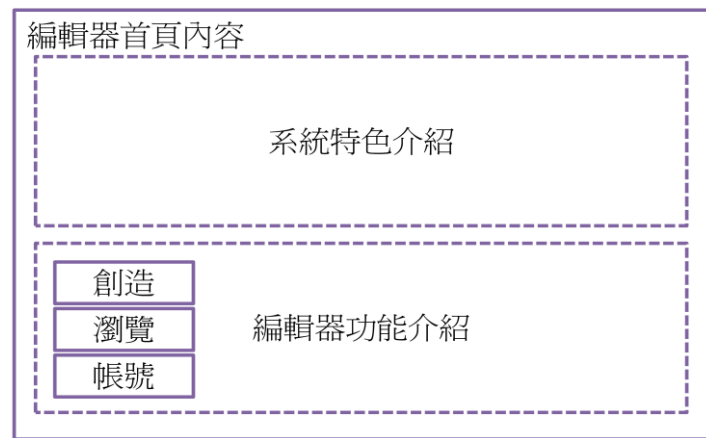 編輯器首頁內容
系統特色介紹
創造
瀏覽
編輯器功能介紹
帳號